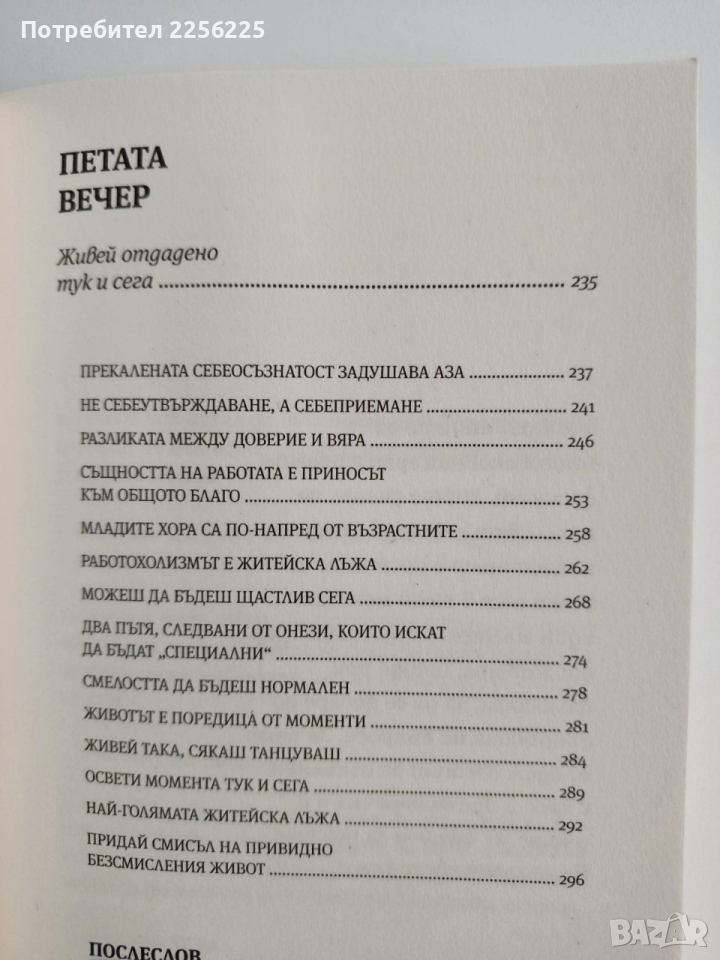 Потребител 2256225
ПЕТАТА
ВЕЧЕР
Живей отдадено
тук и сега ........ 235
ПРЕКАЛЕНАТА СЕБЕОСЪЗНАТОСТ ЗАДУШАВА АЗА ........ 237
НЕ СЕБЕУТВЪРЖДАВАНЕ, А СЕБЕПРИЕМАНЕ ........ 241
РАЗЛИКАТА МЕЖДУ ДОВЕРИЕ И ВЯРА ........ 246
СЪЩНОСТТА НА РАБОТАТА Е ПРИНОСЪТ
КЪМ ОБЩОТО БЛАГО ........ 253
МЛАДИТЕ ХОРА СА ПО-НАПРЕД ОТ ВЪЗРАСТНИТЕ ........ 258
РАБОТОХОЛИЗМЪТ Е ЖИТЕЙСКА ЛЪЖА ........ 262
МОЖЕШ ДА БЪДЕШ ЩАСТЛИВ СЕГА ........ 268
ДВА ПЪТЯ, СЛЕДВАНИ ОТ ОНЕЗИ, КОИТО ИСКАТ
ДА БЪДАТ „СПЕЦИАЛНИ“ ........ 274
СМЕЛОСТТА ДА БЪДЕШ НОРМАЛЕН ........ 278
ЖИВОТЪТ Е ПОРЕДИЦА ОТ МОМЕНТИ ........ 281
ЖИВЕЙ ТАКА, СЯКАШ ТАНЦУВАШ ........ 284
ОСВЕТИ МОМЕНТА ТУК И СЕГА ........ 289
НАЙ-ГОЛЯМАТА ЖИТЕЙСКА ЛЪЖА ........ 292
ПРИДАЙ СМИСЪЛ НА ПРИВИДНО
БЕЗСМИСЛЕНИЯ ЖИВОТ ........ 296
ПОСЛЕСЛОВ
BAZAR